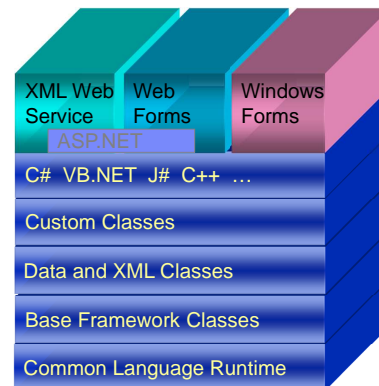 XML Web Service
Web Forms
Windows Forms
ASP.NET
C# VB.NET J# C++ ...
Custom Classes
Data and XML Classes
Base Framework Classes
Common Language Runtime